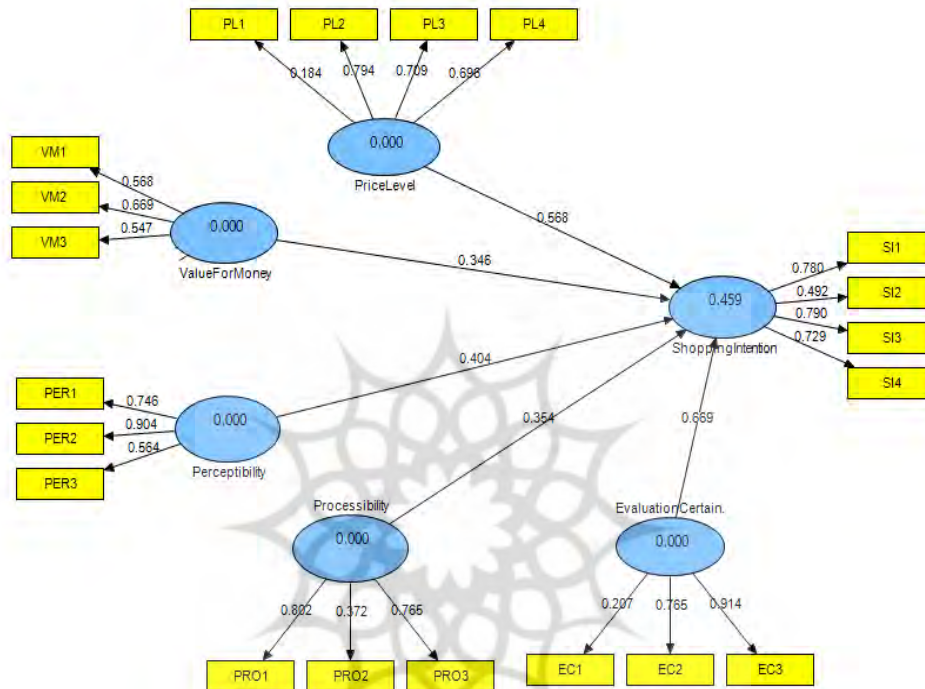 PL1 PL2 PL3 PL4
0.184 0.794 0.709 0.696
0.000
PriceLevel
VM1
VM2
VM3
0.568
0.669
0.547
0.000
ValueForMoney
0.568
0.346
0.459
ShoppingIntention
SI1
SI2
SI3
SI4
0.780
0.492
0.790
0.729
PER1
PER2
PER3
0.746
0.904
0.564
0.000
Perceptibility
0.404
0.354
0.669
Processibility
0.000
EvaluationCertain.
0.000
0.802 0.372 0.765
0.207 0.765 0.914
PRO1 PRO2 PRO3
EC1 EC2 EC3